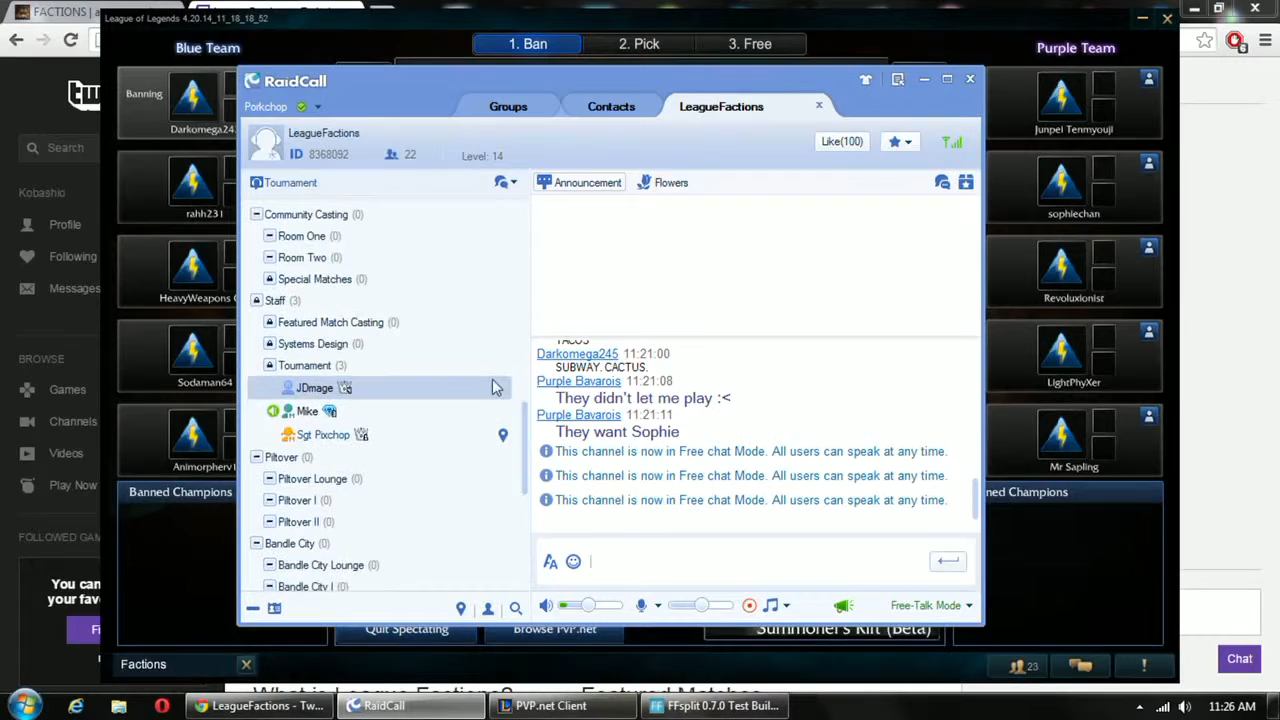 FACTIONS |
League of Legends 4.20.14_11_18_18_52
Blue Team
1. Ban
2. Pick
3. Free
Purple Team
Banning
Darkomega24
rahh231
HeavyWeapons
Sodaman64
Animorpherv1
Junpei Tenmyouji
sophiechan
Revoluxionist
LightPhyXer
Mr Sapling
Search
Kobashio
Profile
Following
Messages
BROWSE
Games
Channels
Videos
Play Now
FOLLOWED GAM
You can
your favo
Fi
RaidCall
Porkchop
Groups
Contacts
LeagueFactions
LeagueFactions
ID 8368092
22
Level: 14
Like(100)
Tournament
Announcement
Flowers
Community Casting (0)
Room One (0)
Room Two (0)
Special Matches (0)
Staff (3)
Featured Match Casting (0)
Systems Design (0)
Tournament (3)
JDmage
Mike
Sgt Pixchop
Piltover (0)
Piltover Lounge (0)
Piltover I (0)
Piltover II (0)
Bandle City (0)
Bandle City Lounge (0)
Bandle City I (0)
TACOS
Darkomega245 11:21:00
SUBWAY. CACTUS.
Purple Bavarois 11:21:08
They didn't let me play :<
Purple Bavarois 11:21:11
They want Sophie
This channel is now in Free chat Mode. All users can speak at any time.
This channel is now in Free chat Mode. All users can speak at any time.
This channel is now in Free chat Mode. All users can speak at any time.
Free-Talk Mode
Banned Champions
ned Champions
Quit Spectating
Browse PVP.net
Summoner's Rift (Beta)
Factions
23
Chat
What is League Factions?
Featured Matches
LeagueFactions - Tw...
RaidCall
PVP.net Client
FFsplit 0.7.0 Test Buil...
11:26 AM